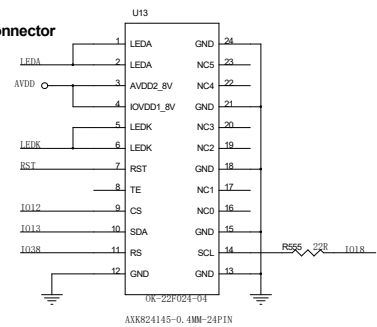 U13
onnector
1 LEDA GND 24
LEDA 2 LEDA NC5 23
AVDD 3 AVDD2_8V NC4 22
4 IOVDD1_8V GND 21
5 LEDK NC3 20
LEDK 6 LEDK NC2 19
RST 7 RST GND 18
8 TE NC1 17
IO12 9 CS NC0 16
IO13 10 SDA GND 15
IO38 11 RS SCL 14 R555 22R IO18
12 GND GND 13
OK-22F024-04
AXK824145-0.4MM-24PIN